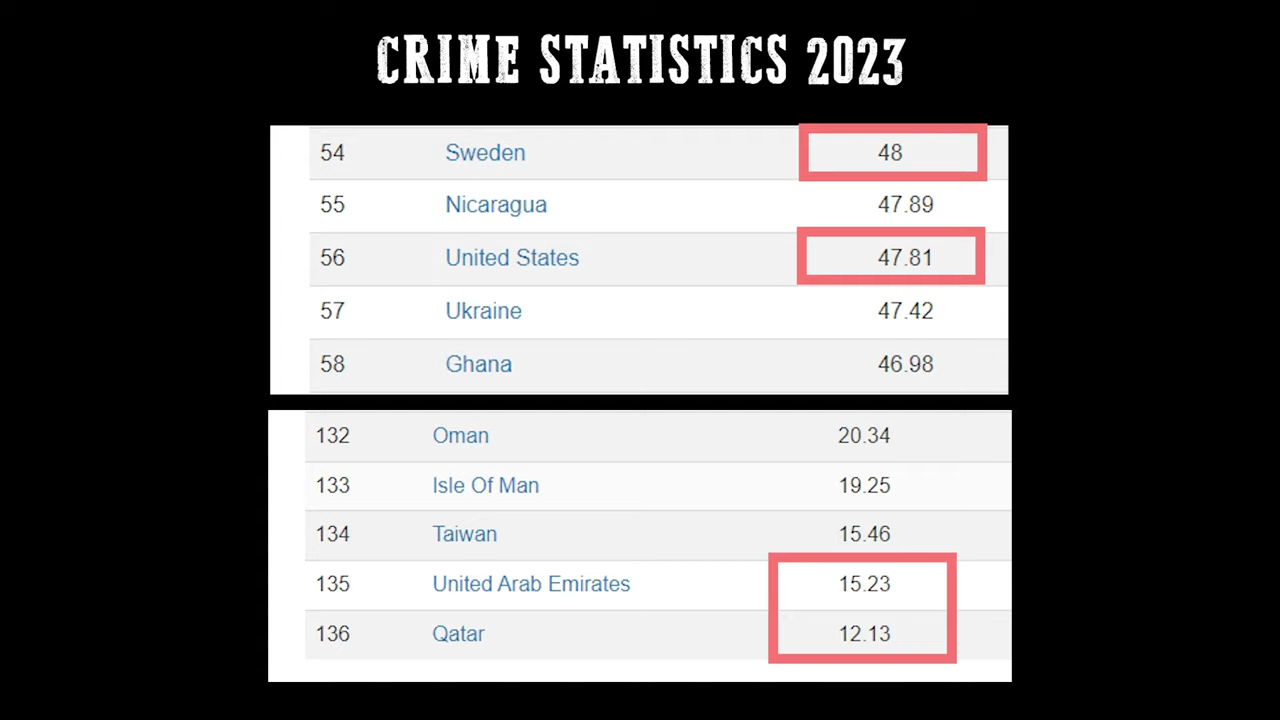 CRIME STATISTICS 2023
54 Sweden 48
55 Nicaragua 47.89
56 United States 47.81
57 Ukraine 47.42
58 Ghana 46.98
132 Oman 20.34
133 Isle Of Man 19.25
134 Taiwan 15.46
135 United Arab Emirates 15.23
136 Qatar 12.13